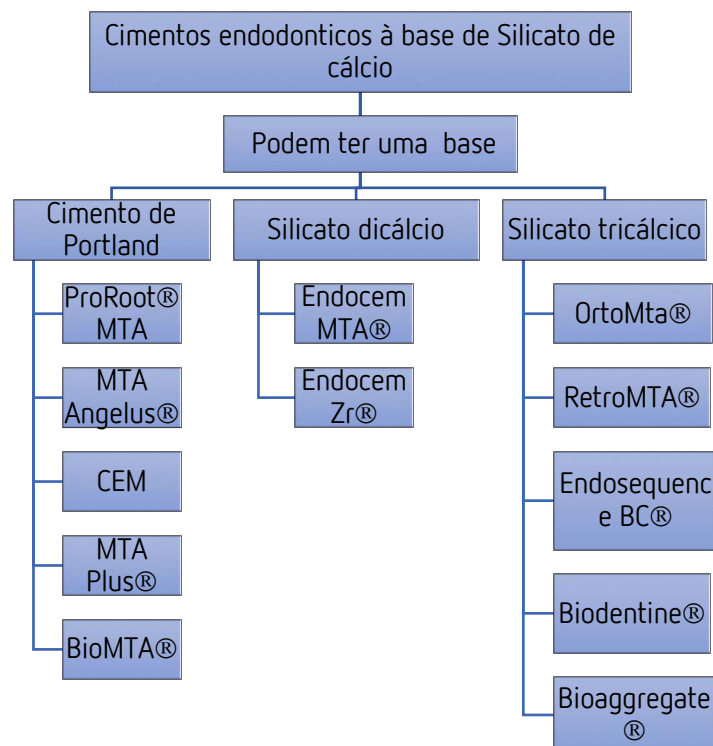 Cimentos endodonticos à base de Silicato de
cálcio
Podem ter uma base
Cimento de
Portland
ProRoot®
MTA
MTA
Angelus®
CEM
MTA
Plus®
BioMTA®
Silicato dicálcio
Endocem
MTA®
Endocem
Zr®
Silicato tricálcico
OrtoMta®
RetroMTA®
Endosequenc
e BC®
Biodentine®
Bioaggregate
®